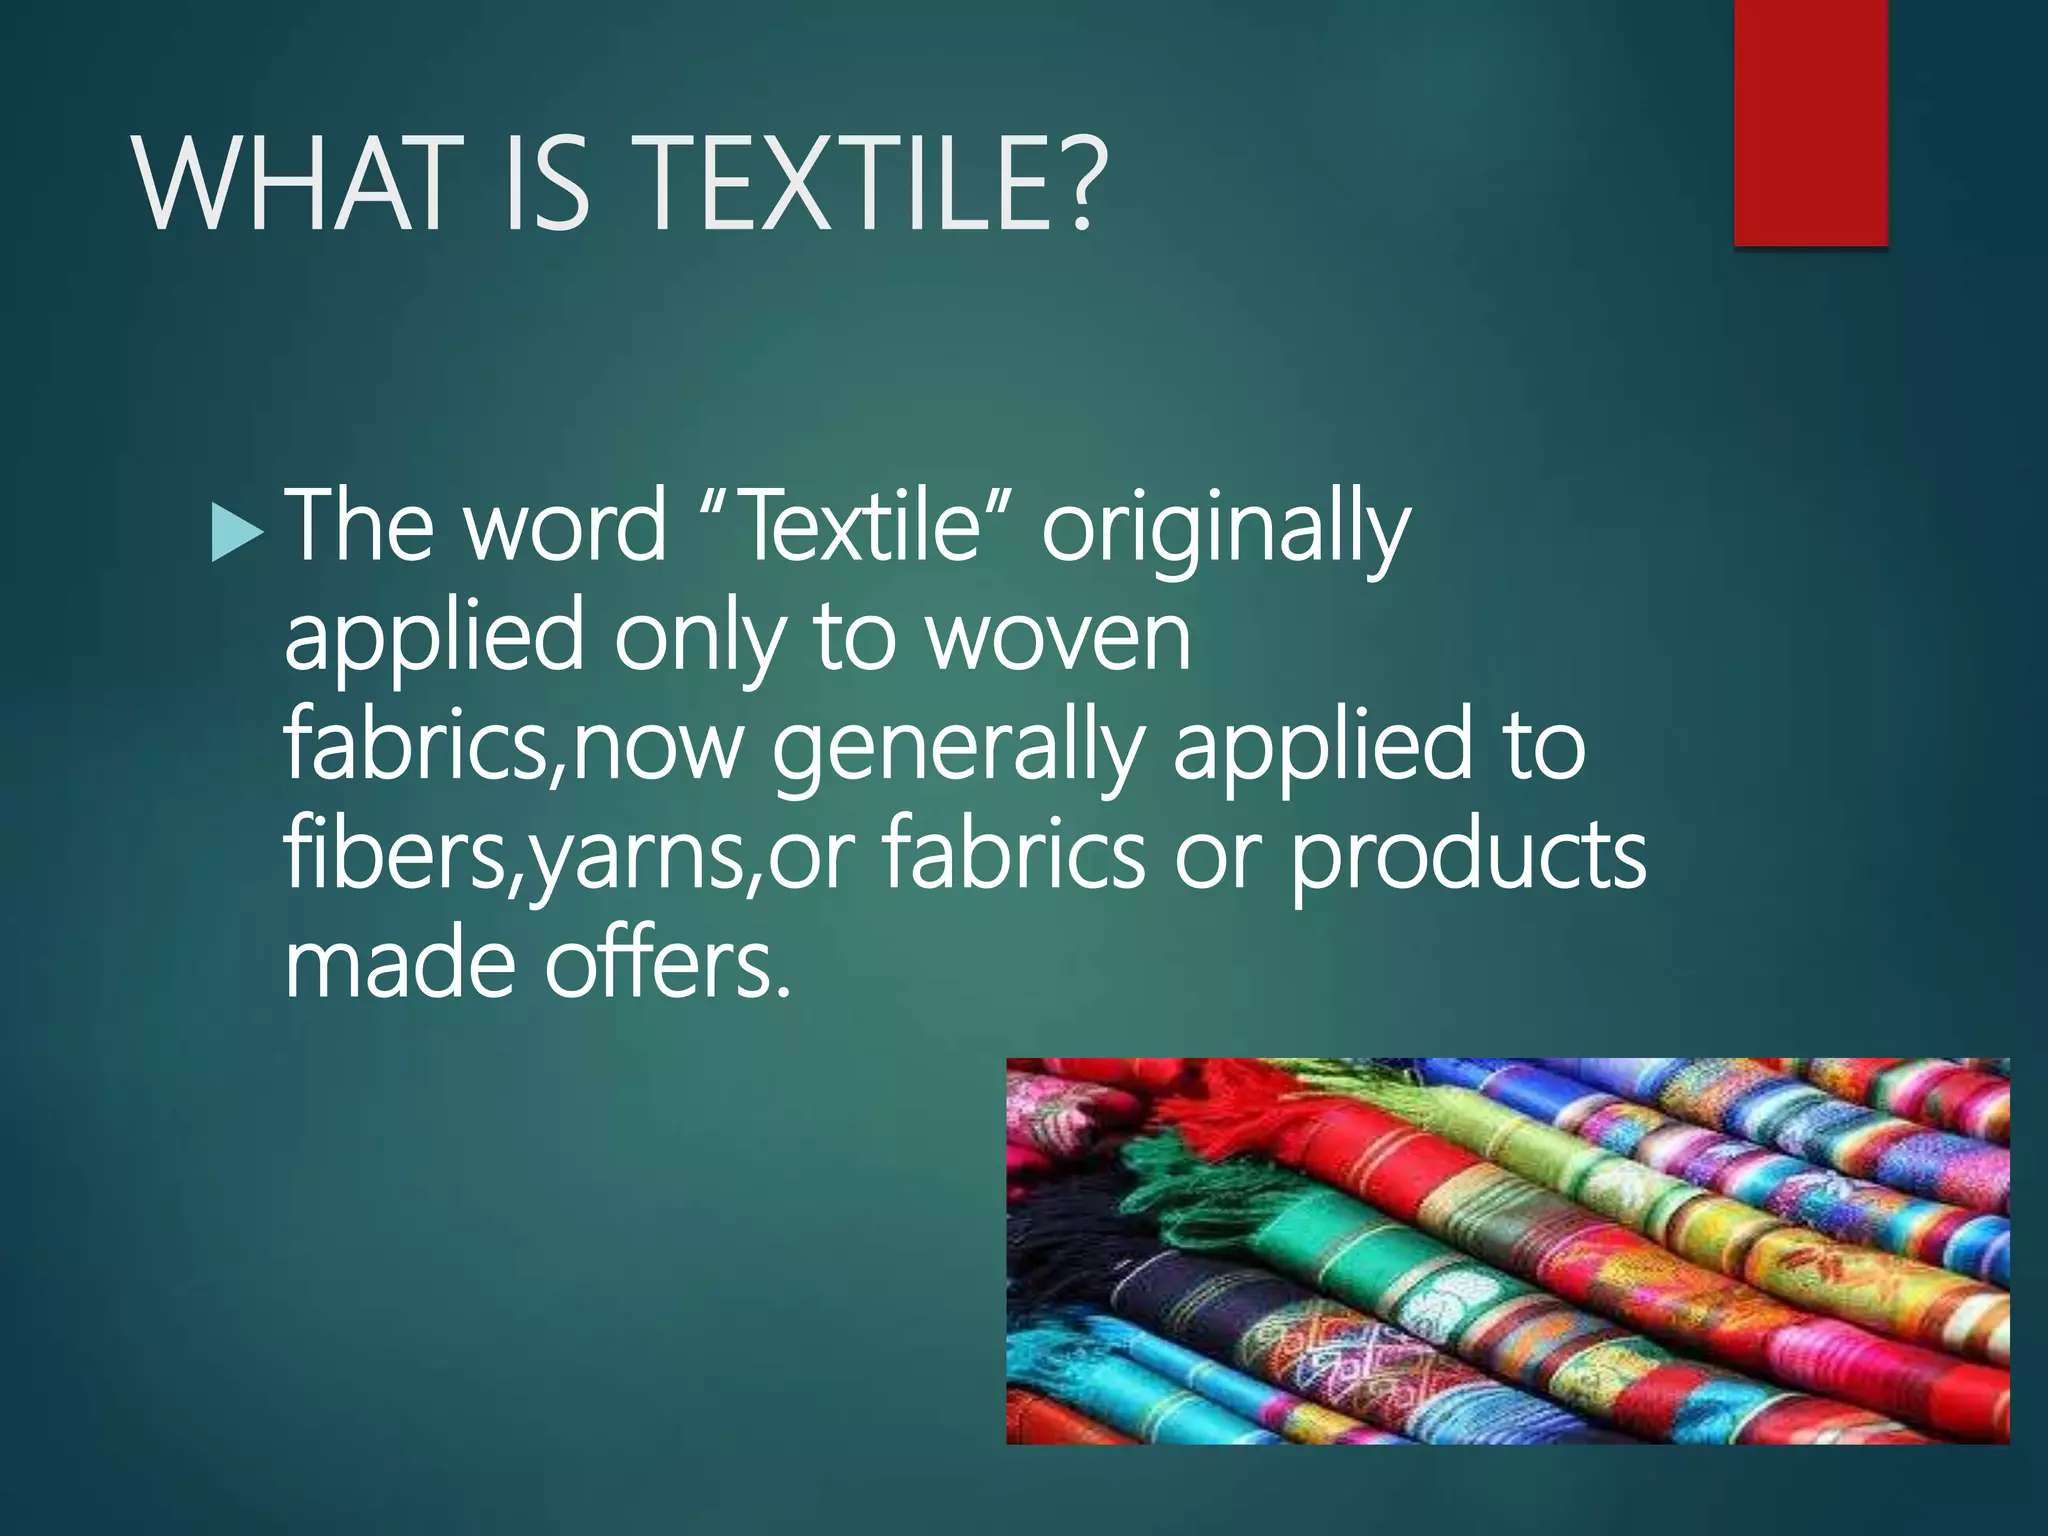 WHAT IS TEXTILE?
The word “Textile” originally
applied only to woven
fabrics,now generally applied to
fibers,yarns,or fabrics or products
made offers.